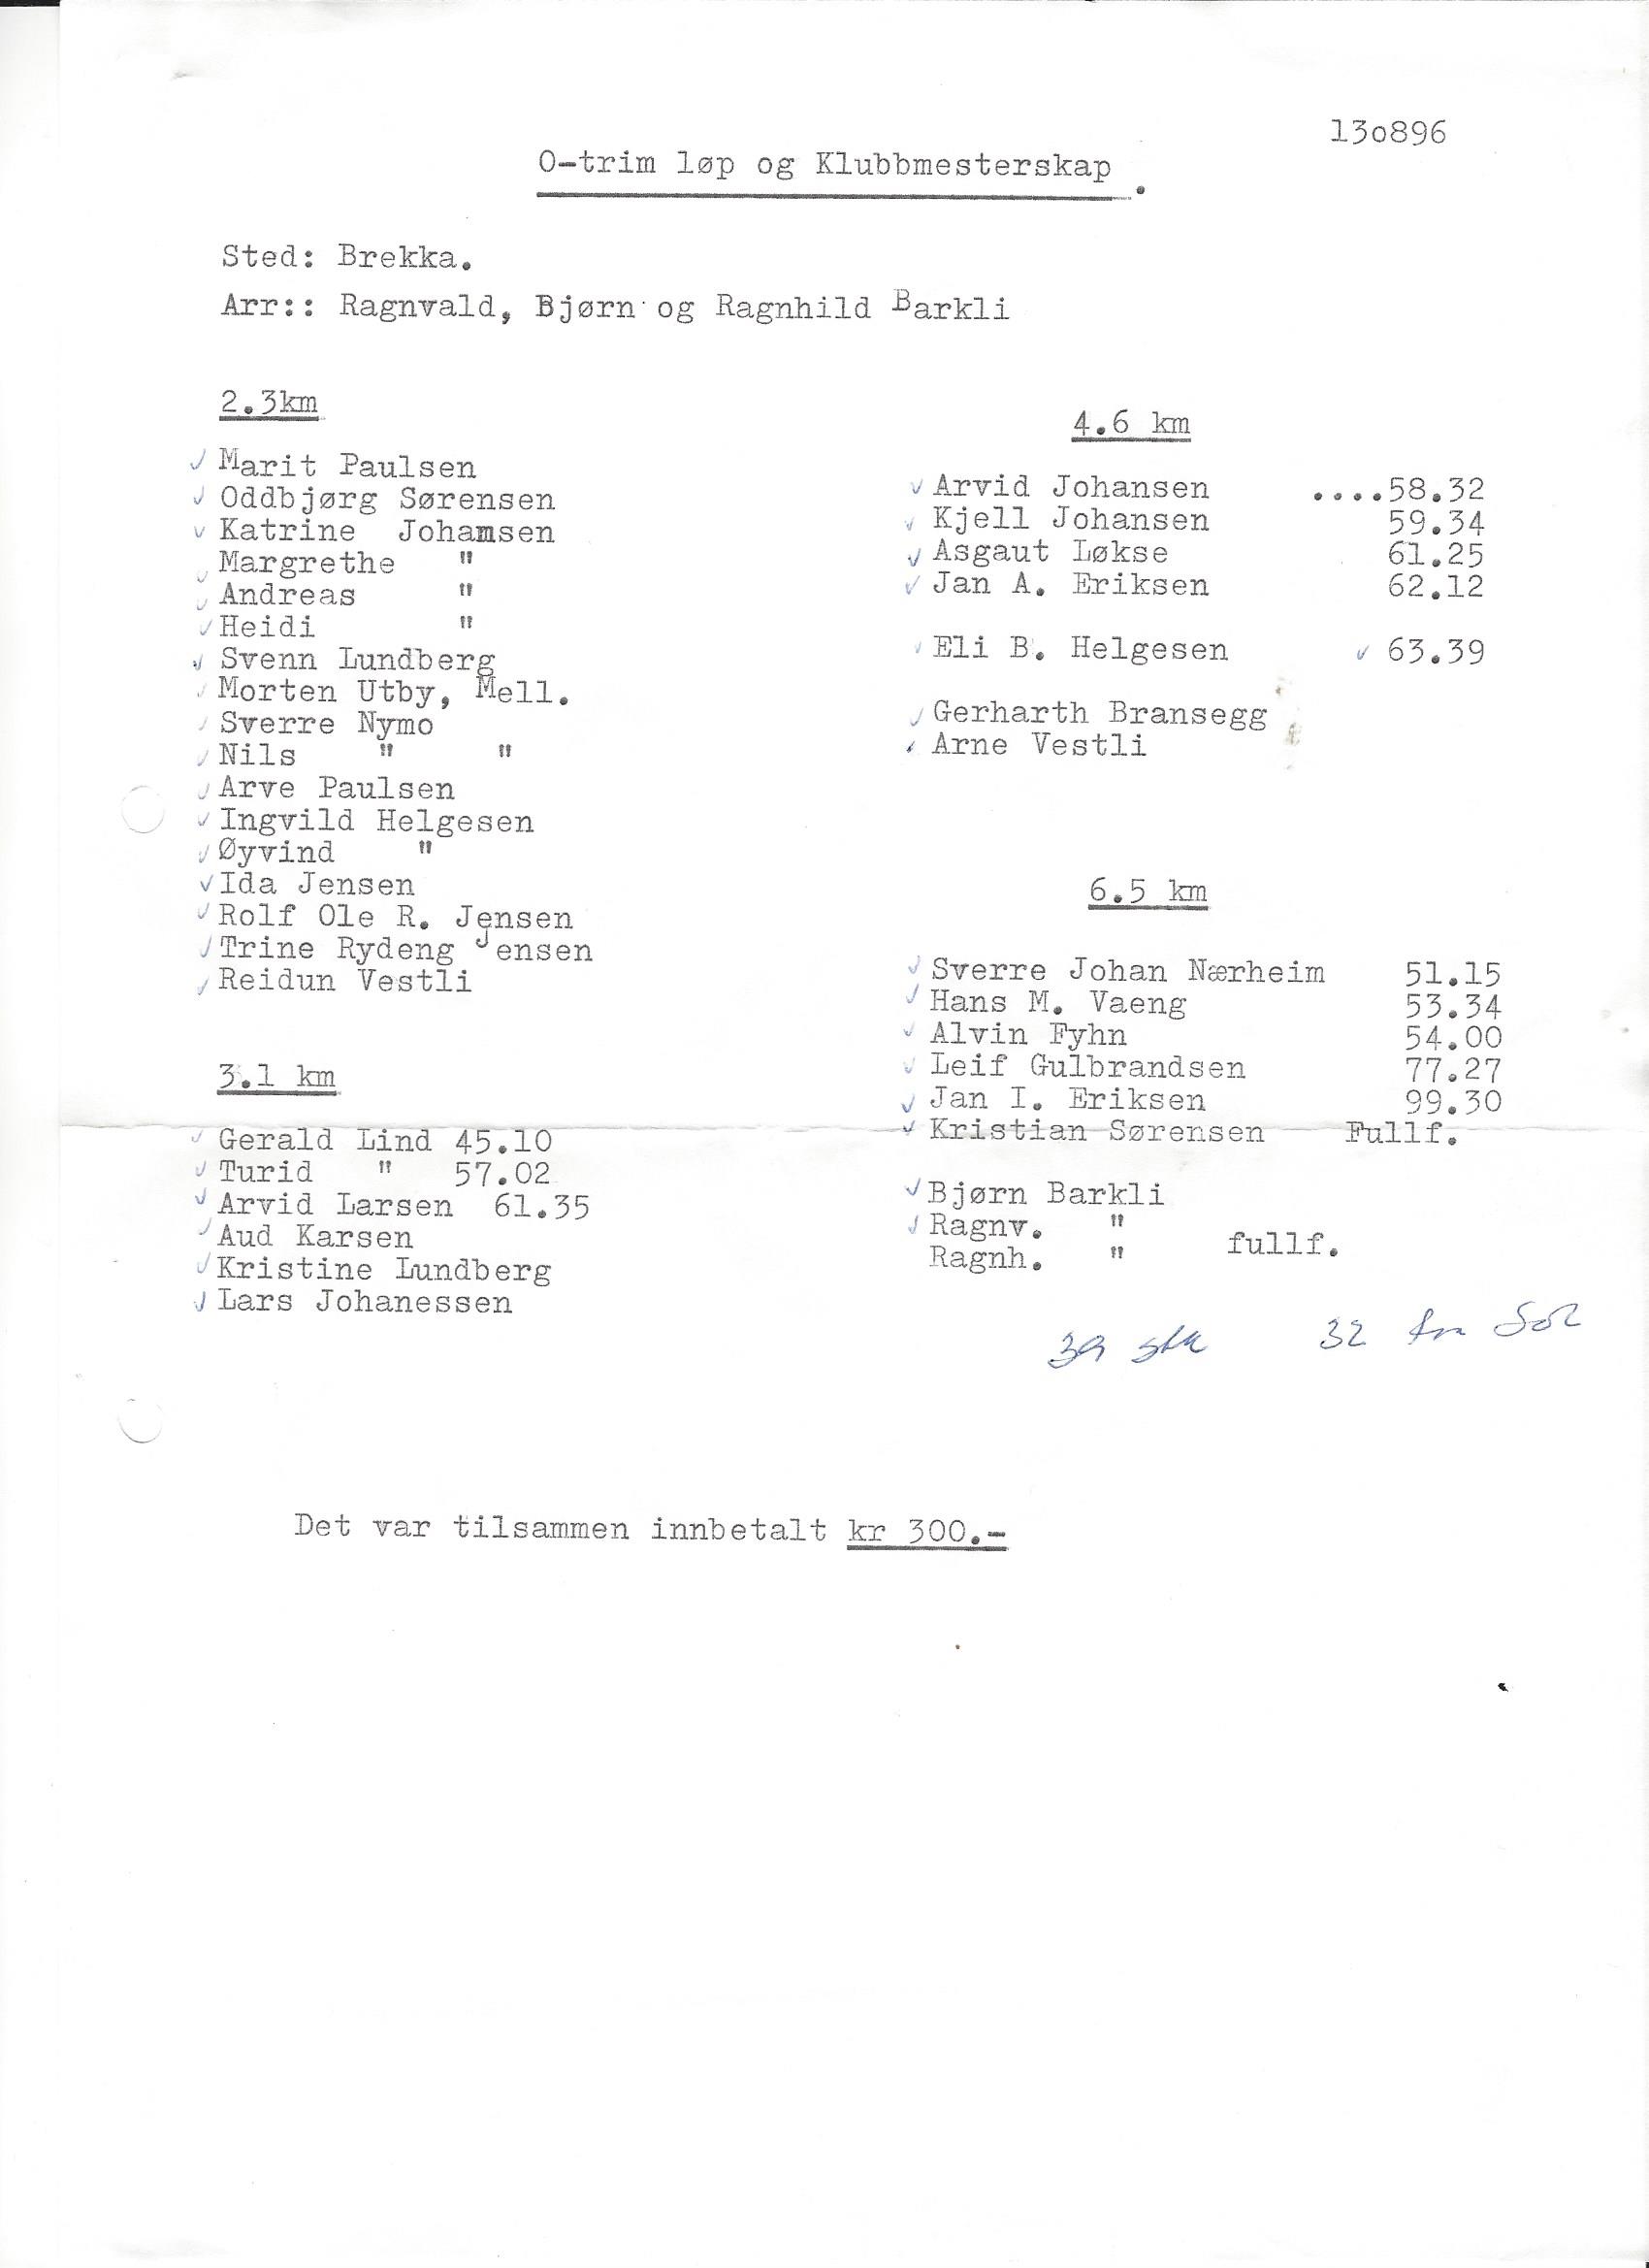 130896
O-trim løp og Klubbmesterskap.
Sted: Brekka.
Arr:: Ragnvald, Bjørn og Ragnhild Barkli
2.3km
✓ Marit Paulsen
✓ Oddbjørg Sørensen
✓ Katrine Johamsen
✓ Margrethe "
✓ Andreas "
✓ Heidi "
✓ Svenn Lundberg
✓ Morten Utby, Mell.
✓ Sverre Nymo
✓ Nils " "
✓ Arve Paulsen
✓ Ingvild Helgesen
✓ Øyvind "
✓ Ida Jensen
✓ Rolf Ole R. Jensen
✓ Trine Rydeng Jensen
✓ Reidun Vestli
3.1 km
✓ Gerald Lind 45.10
✓ Turid " 57.02
✓ Arvid Larsen 61.35
✓ Aud Karsen
✓ Kristine Lundberg
✓ Lars Johanessen
4.6 km
✓ Arvid Johansen ....58.32
✓ Kjell Johansen 59.34
✓ Asgaut Løkse 61.25
✓ Jan A. Eriksen 62.12
✓ Eli B. Helgesen ✓ 63.39
✓ Gerharth Bransegg
✓ Arne Vestli
6.5 km
✓ Sverre Johan Nærheim 51.15
✓ Hans M. Vaeng 53.34
✓ Alvin Fyhn 54.00
✓ Leif Gulbrandsen 77.27
✓ Jan I. Eriksen 99.30
✓ Kristian Sørensen Fullf.
✓ Bjørn Barkli
✓ Ragnv. "
fullf.
Ragnh. "
39 stk 32 fra
Det var tilsammen innbetalt kr 300.-